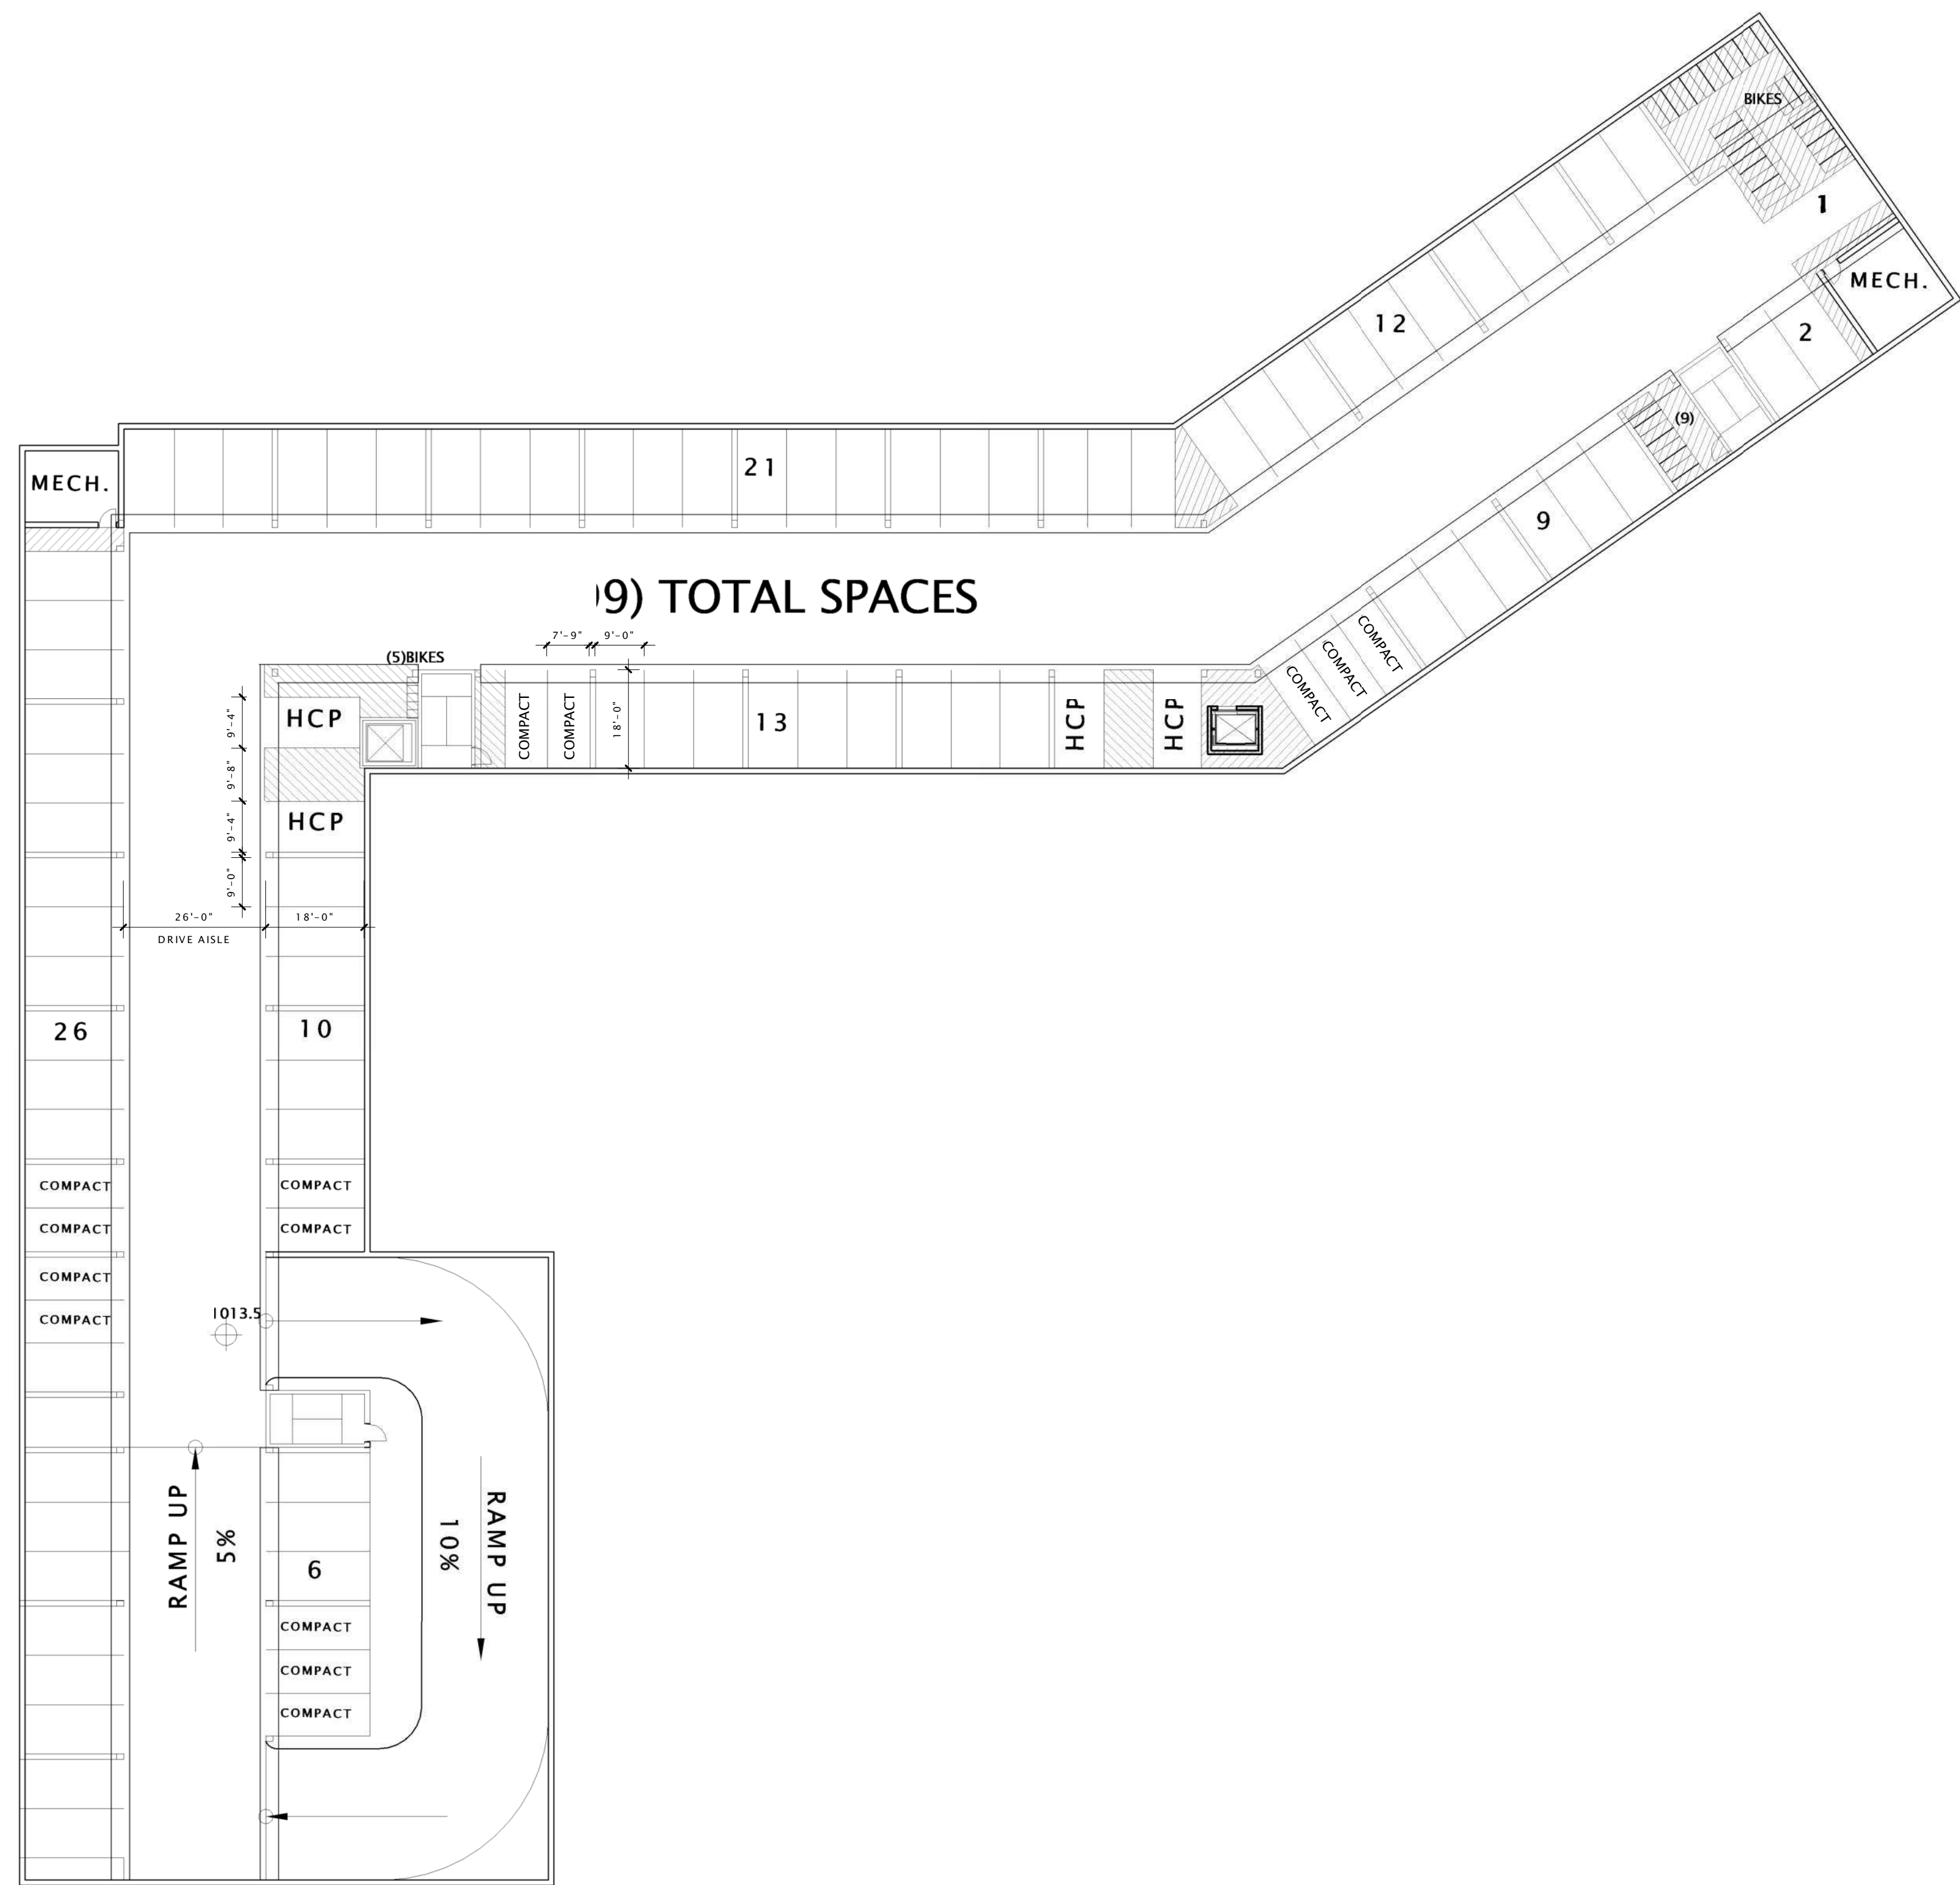 BIKES
1
MECH.
12
2
(9)
21
MECH.
9
9) TOTAL SPACES
7'-9" 9'-0"
(5)BIKES
COMPACT
COMPACT
COMPACT
HCP
9'-4"
COMPACT
COMPACT
18'-0"
13
HCP
HCP
9'-8"
HCP
9'-4"
9'-0"
26'-0" 18'-0"
DRIVE AISLE
26
10
COMPACT COMPACT
COMPACT COMPACT
COMPACT
COMPACT
1013.5
RAMP UP
5%
6
10%
RAMP UP
COMPACT
COMPACT
COMPACT